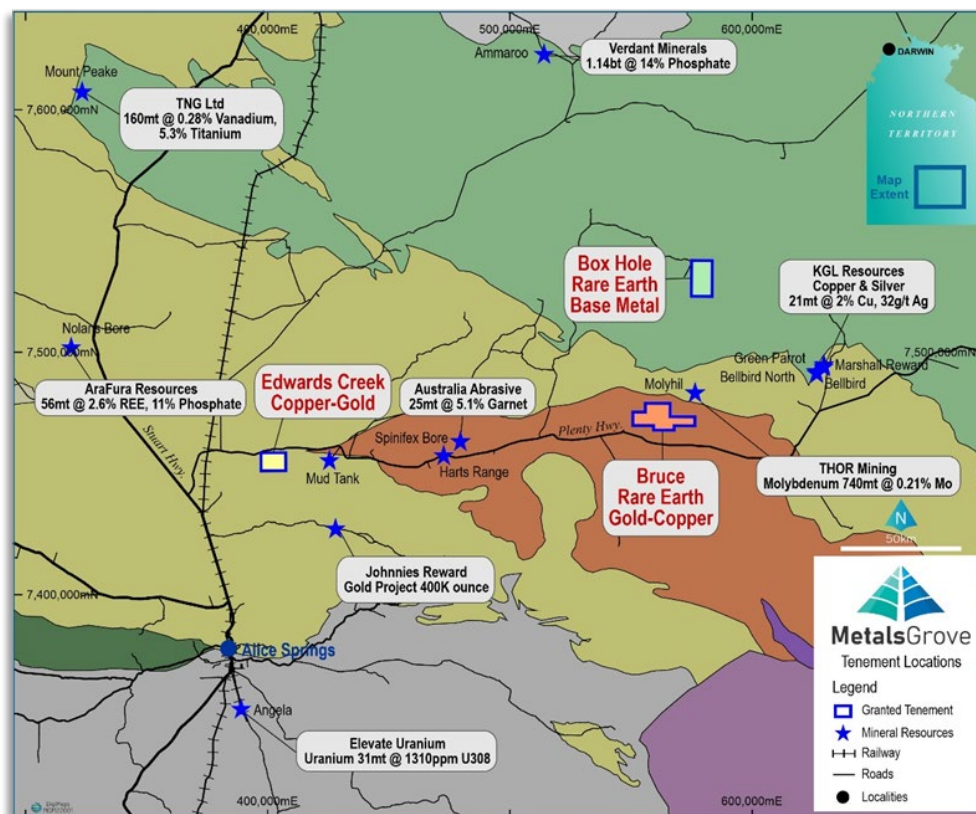 400,000mE
500,000mE
600,000mE
DARWIN
NORTHERN
TERRITORY
Map
Extent
Ammaroo
Verdant Minerals
1.14bt @ 14% Phosphate
Mount Peake
TNG Ltd
160mt @ 0.28% Vanadium,
5.3% Titanium
7,600,000mN
Box Hole
Rare Earth
Base Metal
KGL Resources
Copper & Silver
21mt @ 2% Cu, 32g/t Ag
Nolans Bore
7,500,000mN
7,500,000mN
Green Parrot
Marshall Reward
Bellbird North
Bellbird
AraFura Resources
56mt @ 2.6% REE, 11% Phosphate
Edwards Creek
Copper-Gold
Australia Abrasive
25mt @ 5.1% Garnet
Molyhil
Stuart Hwy.
Spinifex Bore
Plenty Hwy.
Mud Tank
Harts Range
Bruce
Rare Earth
Gold-Copper
THOR Mining
Molybdenum 740mt @ 0.21% Mo
N
50km
Johnnies Reward
Gold Project 400K ounce
7,400,000mN
Alice Springs
Angela
Elevate Uranium
Uranium 31mt @ 1310ppm U308
MetalsGrove
Tenement Locations
Legend
Granted Tenement
Mineral Resources
Railway
Roads
Localities
400,000mE
600,000mE